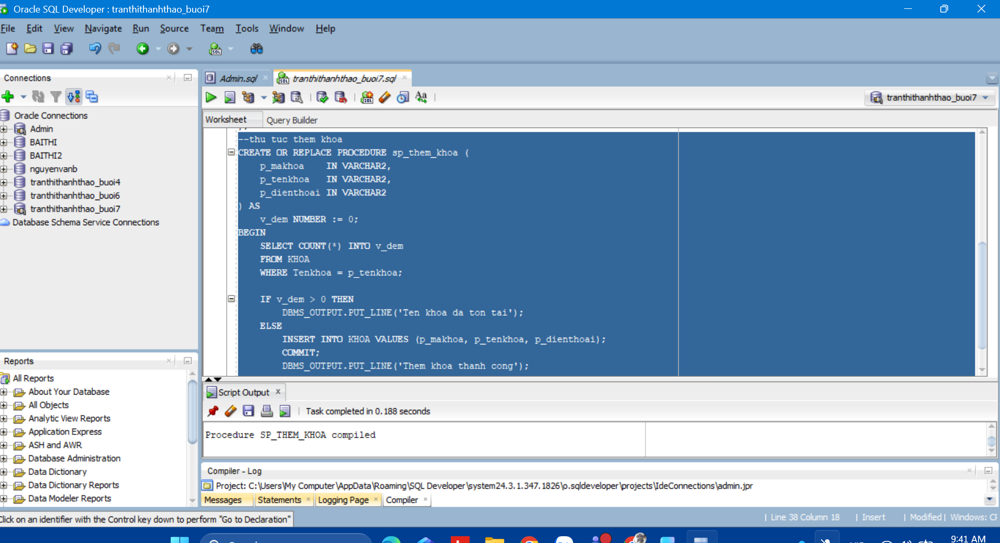 Oracle SQL Developer : tranthithanhthao_buoi7
File Edit View Navigate Run Source Team Tools Window Help
Connections
Oracle Connections
Admin
BAITHI
BAITHI2
nguyenvanb
tranthithanhthao_buoi4
tranthithanhthao_buoi6
tranthithanhthao_buoi7
Database Schema Service Connections
Reports
All Reports
About Your Database
All Objects
Analytic View Reports
Application Express
ASH and AWR
Database Administration
Data Dictionary
Data Dictionary Reports
Data Modeler Reports
Admin.sql
tranthithanhthao_buoi7.sql
tranthithanhthao_buoi7
Worksheet Query Builder
--thu tuc them khoa
CREATE OR REPLACE PROCEDURE sp_them_khoa (
p_makhoa IN VARCHAR2,
p_tenkhoa IN VARCHAR2,
p_dienthoai IN VARCHAR2
) AS
v_dem NUMBER := 0;
BEGIN
SELECT COUNT(*) INTO v_dem
FROM KHOA
WHERE Tenkhoa = p_tenkhoa;
IF v_dem > 0 THEN
DBMS_OUTPUT.PUT_LINE('Ten khoa da ton tai');
ELSE
INSERT INTO KHOA VALUES (p_makhoa, p_tenkhoa, p_dienthoai);
COMMIT;
DBMS_OUTPUT.PUT_LINE('Them khoa thanh cong');
Script Output
Task completed in 0.188 seconds
Procedure SP_THEM_KHOA compiled
Compiler - Log
Project: C:\Users\My Computer\AppData\Roaming\SQL Developer\system24.3.1.347.1826\o.sqldeveloper\projects\IdeConnections\admin.jpr
Messages Statements Logging Page Compiler
Click on an identifier with the Control key down to perform "Go to Declaration"
| Line 38 Column 18 | Insert | Modified | Windows: CR
9:41 AM